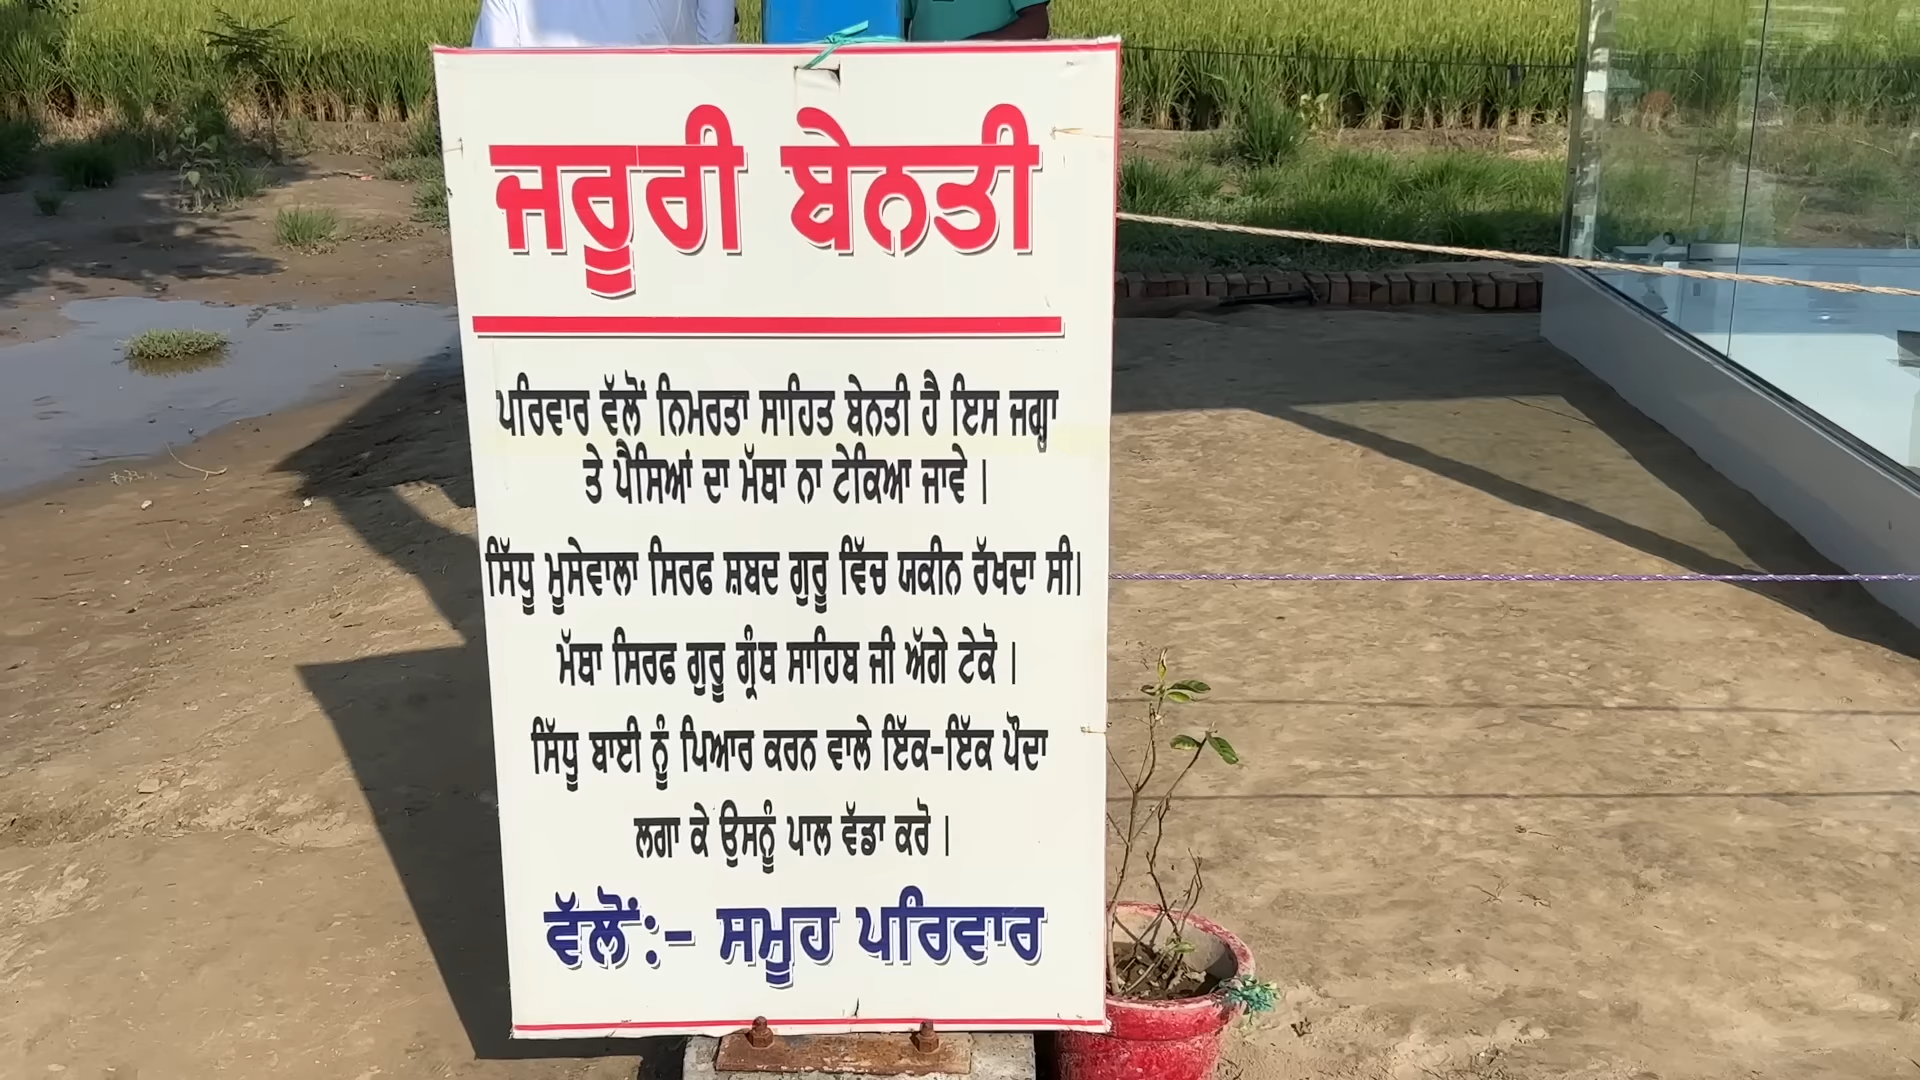 ਜਰੂਰੀ ਬੇਨਤੀ
ਪਰਿਵਾਰ ਵੱਲੋਂ ਨਿਮਰਤਾ ਸਾਹਿਤ ਬੇਨਤੀ ਹੈ ਇਸ ਜਗ੍ਹਾ
ਤੇ ਪੈਸਿਆਂ ਦਾ ਮੱਥਾ ਨਾ ਟੇਕਿਆ ਜਾਵੇ ।
ਸਿੱਧੂ ਮੂਸੇਵਾਲਾ ਸਿਰਫ ਸ਼ਬਦ ਗੁਰੂ ਵਿੱਚ ਯਕੀਨ ਰੱਖਦਾ ਸੀ।
ਮੱਥਾ ਸਿਰਫ ਗੁਰੂ ਗ੍ਰੰਥ ਸਾਹਿਬ ਜੀ ਅੱਗੇ ਟੇਕੋ ।
ਸਿੱਧੂ ਬਾਈ ਨੂੰ ਪਿਆਰ ਕਰਨ ਵਾਲੇ ਇੱਕ-ਇੱਕ ਪੌਦਾ
ਲਗਾ ਕੇ ਉਸਨੂੰ ਪਾਲ ਵੱਡਾ ਕਰੋ ।
ਵੱਲੋਂ:- ਸਮੂਹ ਪਰਿਵਾਰ